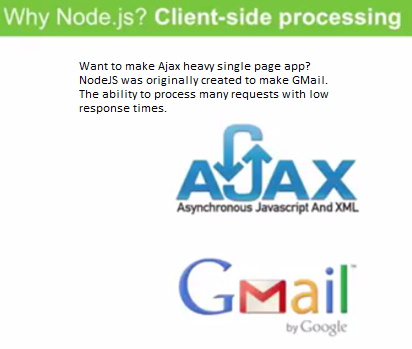 Why Node.js? Client-side processing
Want to make Ajax heavy single page app?
NodeJS was originally created to make GMail.
The ability to process many requests with low
response times.
AJAX
Asynchronous Javascript And XML
Gmail™
by Google